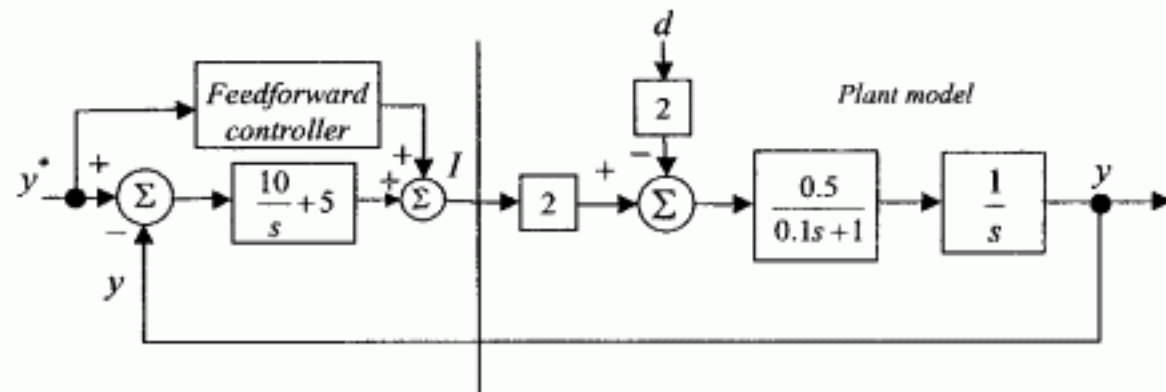 d
Feedforward
controller
2
Plant model
y* + Σ 10/s +5 + + Σ I 2 + − Σ 0.5/0.1s+1 1/s y
−
y